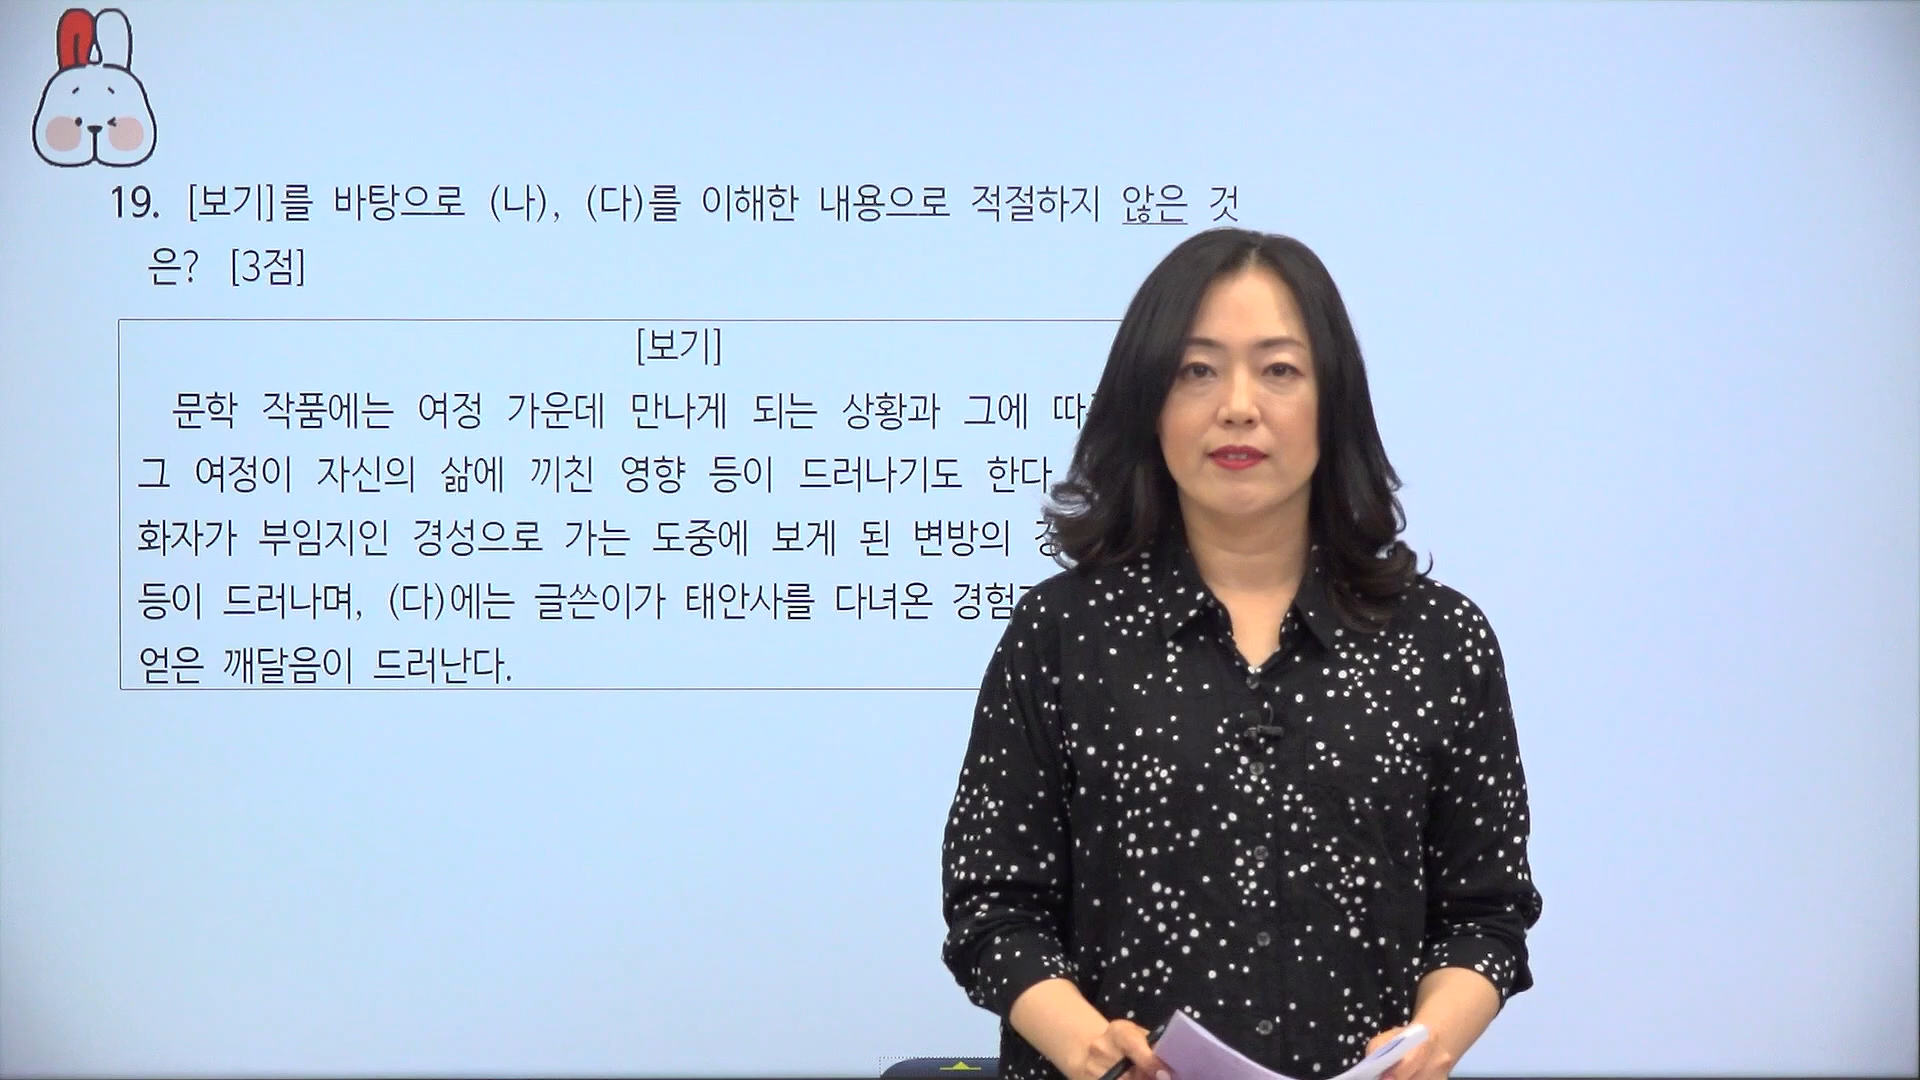 19. [보기]를 바탕으로 (나), (다)를 이해한 내용으로 적절하지 않은 것
은? [3점]
[보기]
문학 작품에는 여정 가운데 만나게 되는 상황과 그에
그 여정이 자신의 삶에 끼친 영향 등이 드러나기도 한다
화자가 부임지인 경성으로 가는 도중에 보게 된 변방의
등이 드러나며, (다)에는 글쓴이가 태안사를 다녀온
얻은 깨달음이 드러난다.